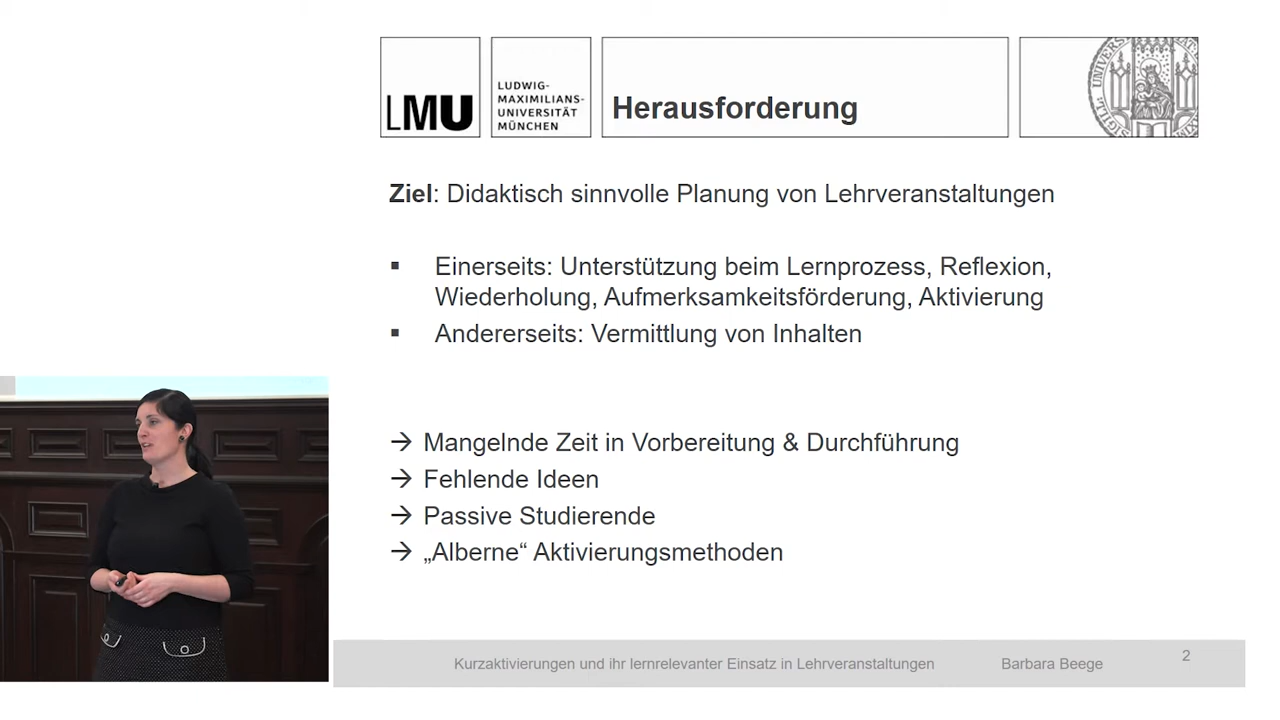 LMU
LUDWIG-
MAXIMILIANS-
UNIVERSITÄT
MÜNCHEN
Herausforderung
Ziel: Didaktisch sinnvolle Planung von Lehrveranstaltungen
▪ Einerseits: Unterstützung beim Lernprozess, Reflexion,
Wiederholung, Aufmerksamkeitsförderung, Aktivierung
▪ Andererseits: Vermittlung von Inhalten
→ Mangelnde Zeit in Vorbereitung & Durchführung
→ Fehlende Ideen
→ Passive Studierende
→ „Alberne“ Aktivierungsmethoden
Kurzaktivierungen und ihr lernrelevanter Einsatz in Lehrveranstaltungen
Barbara Beege
2